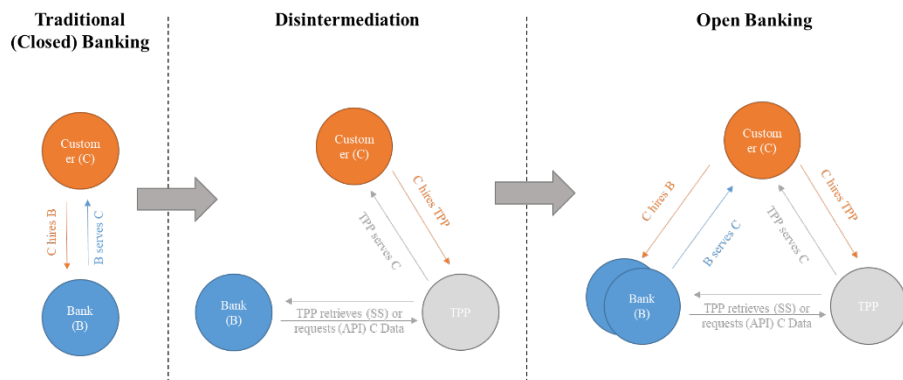 Traditional
(Closed) Banking
Custom
er (C)
C hires B
B serves C
Bank
(B)
Disintermediation
Custom
er (C)
C hires TPP
TPP serves C
Bank
(B)
TPP
TPP retrieves (SS) or
requests (API) C Data
Open Banking
Custom
er (C)
C hires B
B serves C
TPP serves C
C hires TPP
Bank
(B)
TPP
TPP retrieves (SS) or
requests (API) C Data